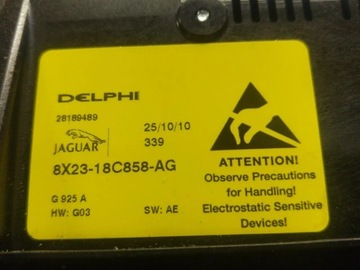 DELPHI
28189489
25/10/10
339
JAGUAR
8X23-18C858-AG
G 925 A
HW: G03
SW: AE
ATTENTION!
Observe Precautions
for Handling!
Electrostatic Sensitive
Devices!